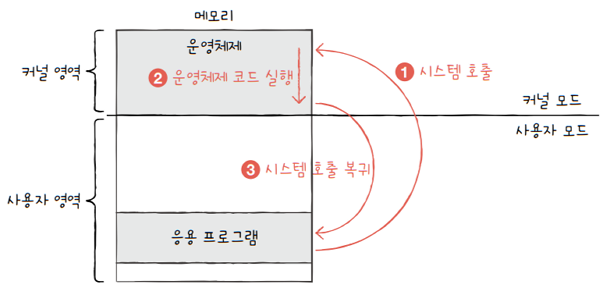 메모리
운영체제
커널 영역
2 운영체제 코드 실행
1 시스템 호출
커널 모드
사용자 모드
3 시스템 호출 복귀
사용자 영역
응용 프로그램